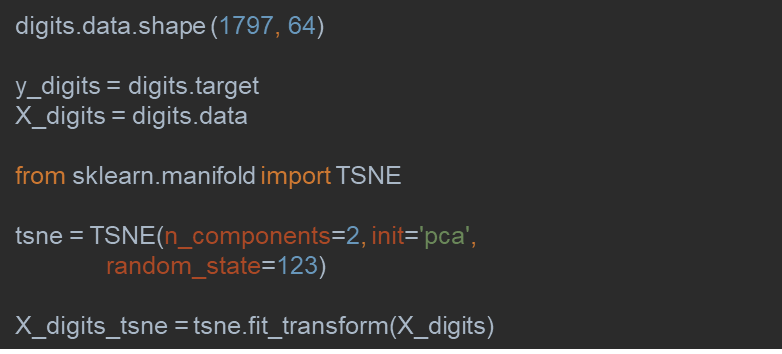 digits.data.shape (1797, 64)
y_digits = digits.target
X_digits = digits.data
from sklearn.manifold import TSNE
tsne = TSNE(n_components=2, init='pca',
random_state=123)
X_digits_tsne = tsne.fit_transform(X_digits)